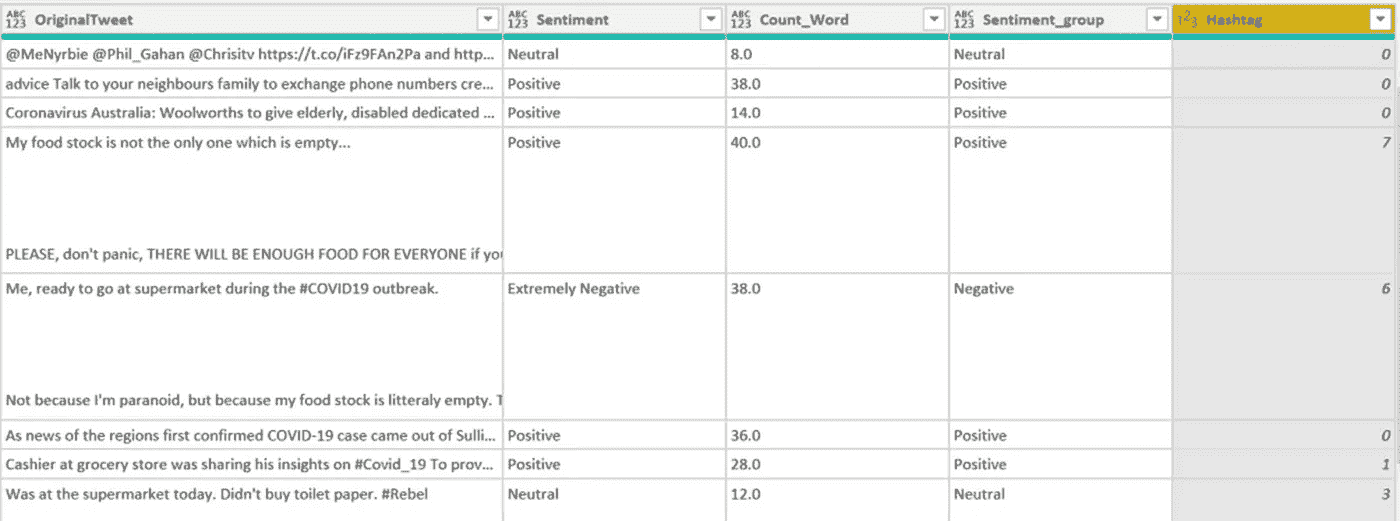 ABC 123 OriginalTweet ABC 123 Sentiment ABC 123 Count_Word ABC 123 Sentiment_group 1 2 3 Hashtag
@MeNyrbie @Phil_Gahan @Chrisitv https://t.co/iFz9FAn2Pa and http... Neutral 8.0 Neutral 0
advice Talk to your neighbours family to exchange phone numbers cre... Positive 38.0 Positive 0
Coronavirus Australia: Woolworths to give elderly, disabled dedicated ... Positive 14.0 Positive 0
My food stock is not the only one which is empty... Positive 40.0 Positive 7
PLEASE, don't panic, THERE WILL BE ENOUGH FOOD FOR EVERYONE if you
Me, ready to go at supermarket during the #COVID19 outbreak. Extremely Negative 38.0 Negative 6
Not because I'm paranoid, but because my food stock is litteraly empty. T
As news of the regions first confirmed COVID-19 case came out of Sulli... Positive 36.0 Positive 0
Cashier at grocery store was sharing his insights on #Covid_19 To prov... Positive 28.0 Positive 1
Was at the supermarket today. Didn't buy toilet paper. #Rebel Neutral 12.0 Neutral 3